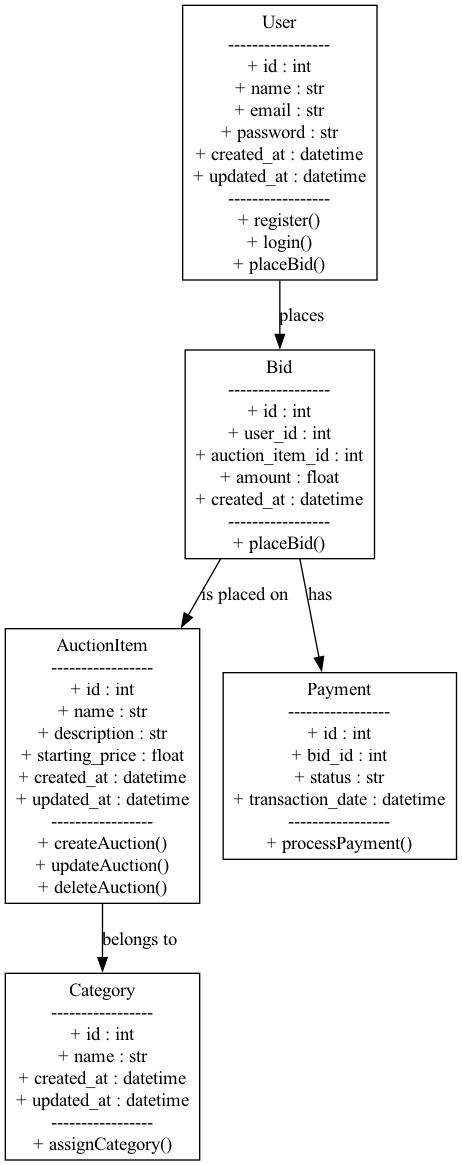 User
-----------------
+ id : int
+ name : str
+ email : str
+ password : str
+ created_at : datetime
+ updated_at : datetime
-----------------
+ register()
+ login()
+ placeBid()
places
Bid
-----------------
+ id : int
+ user_id : int
+ auction_item_id : int
+ amount : float
+ created_at : datetime
-----------------
+ placeBid()
is placed on
has
AuctionItem
-----------------
+ id : int
+ name : str
+ description : str
+ starting_price : float
+ created_at : datetime
+ updated_at : datetime
-----------------
+ createAuction()
+ updateAuction()
+ deleteAuction()
Payment
-----------------
+ id : int
+ bid_id : int
+ status : str
+ transaction_date : datetime
-----------------
+ processPayment()
belongs to
Category
-----------------
+ id : int
+ name : str
+ created_at : datetime
+ updated_at : datetime
-----------------
+ assignCategory()